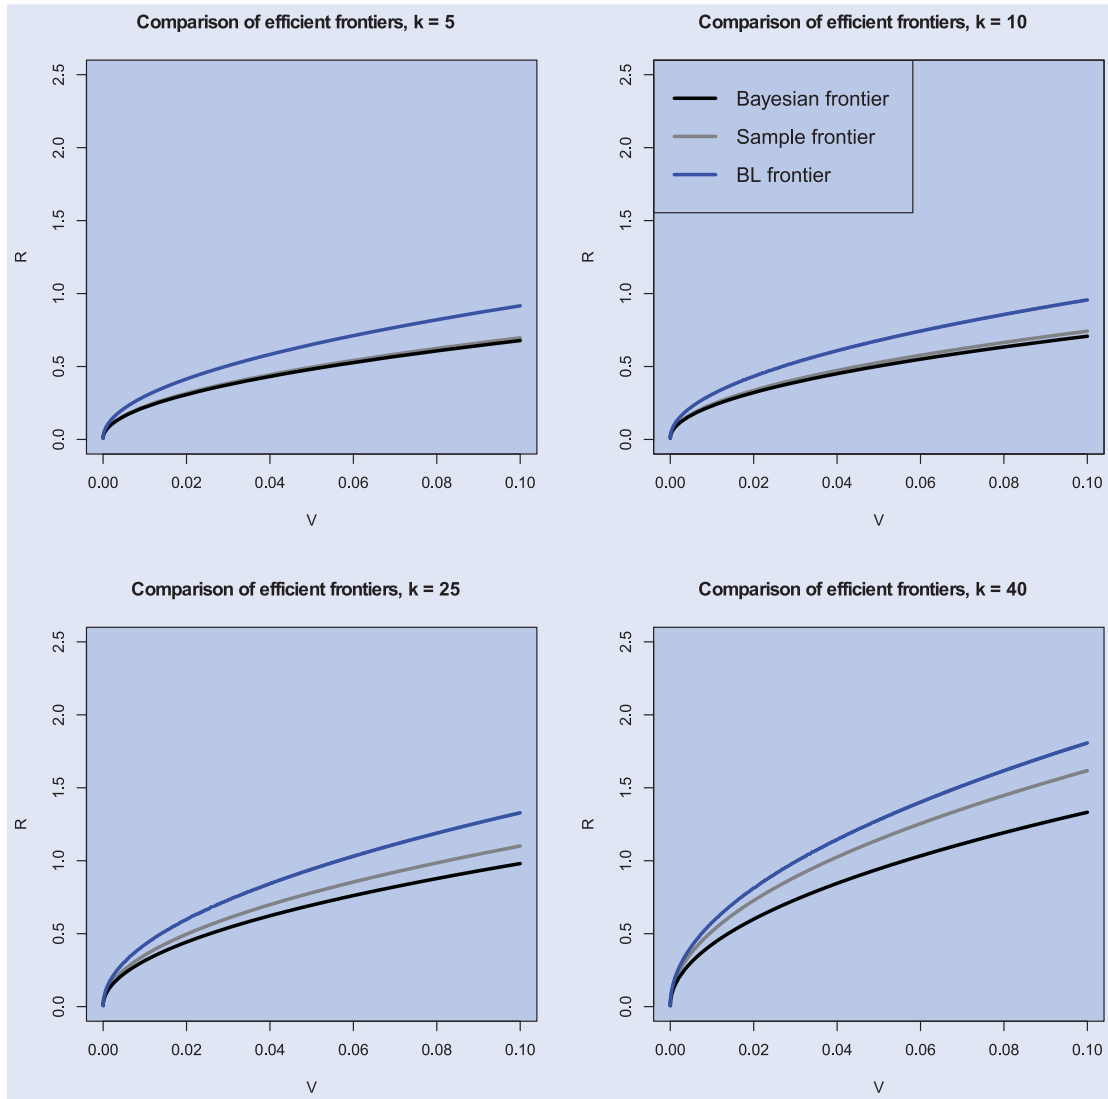 Comparison of efficient frontiers, k = 5
R
2.5
2.0
1.5
1.0
0.5
0.0
0.00 0.02 0.04 0.06 0.08 0.10
V
Comparison of efficient frontiers, k = 10
Bayesian frontier
Sample frontier
BL frontier
R
2.5
2.0
1.5
1.0
0.5
0.0
0.00 0.02 0.04 0.06 0.08 0.10
V
Comparison of efficient frontiers, k = 25
R
2.5
2.0
1.5
1.0
0.5
0.0
0.00 0.02 0.04 0.06 0.08 0.10
V
Comparison of efficient frontiers, k = 40
R
2.5
2.0
1.5
1.0
0.5
0.0
0.00 0.02 0.04 0.06 0.08 0.10
V